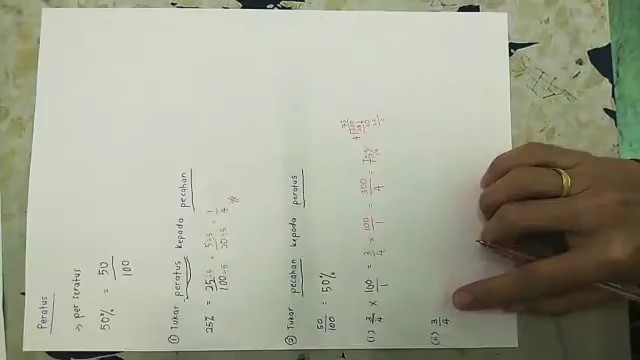 Peratus
⇒ per seratus
50% = 50/100
① Tukar peratus kepada pecahan
25% = 25÷5/100÷5 = 5÷5/20÷5 = 1/4
② Tukar pecahan kepada peratus
50/100 = 50%
(i) 3/4 × 100/1 = 3/4 × 100/1 = 300/4 = 75%
(ii) 3/4